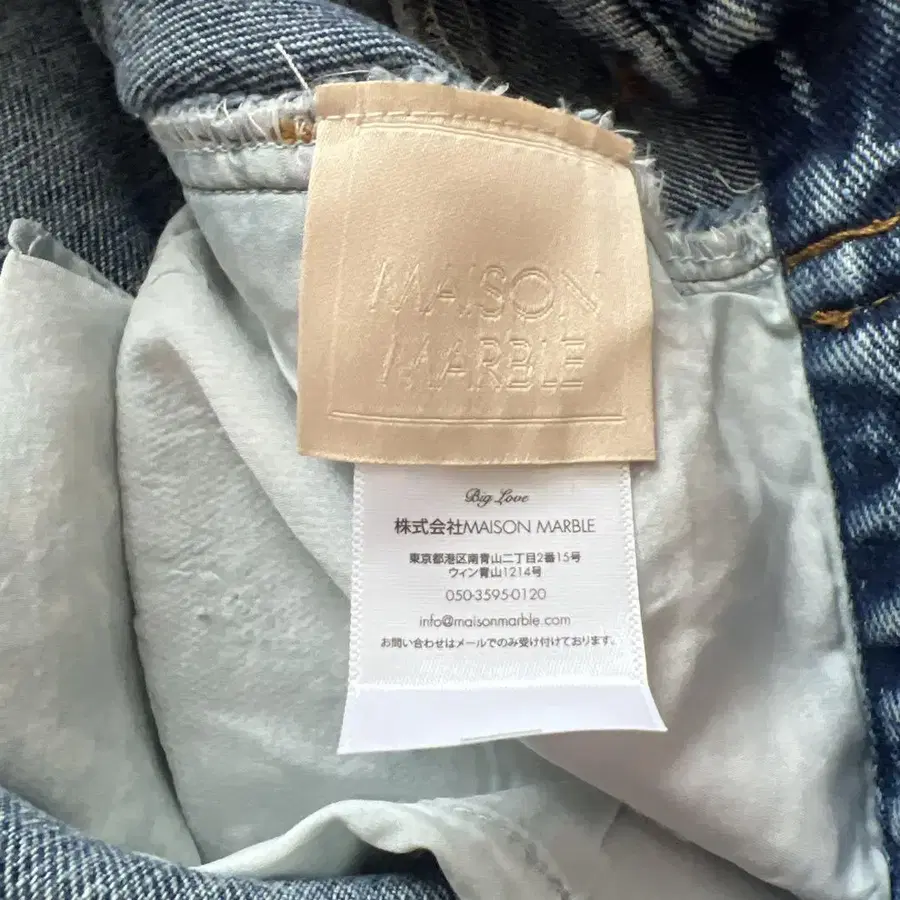 MAISON
MARBLE
Big Love
株式会社MAISON MARBLE
東京都港区南青山二丁目2番15号
ウィン青山1214号
050-3595-0120
info@maisonmarble.com
お問い合わせはメールでのみ受け付けております。